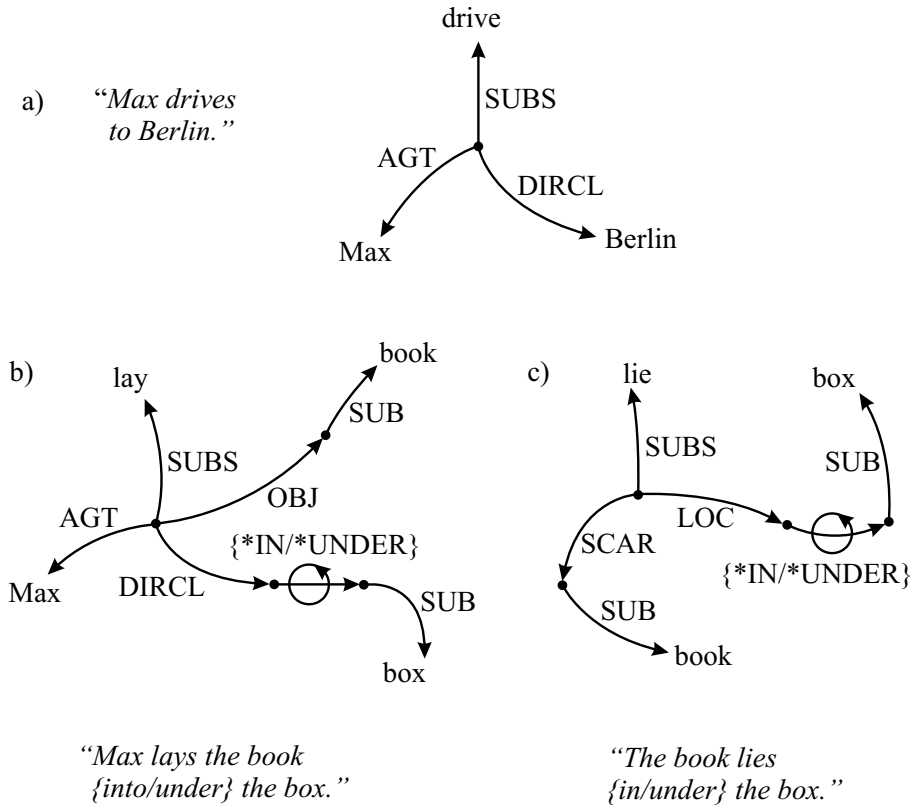 drive
a)
“Max drives
to Berlin.”
SUBS
AGT
DIRCL
Max
Berlin
b)
lay
book
SUB
SUBS
OBJ
AGT
{*IN/*UNDER}
Max
DIRCL
SUB
box
“Max lays the book
{into/under} the box.”
c)
lie
box
SUBS
SUB
LOC
SCAR
{*IN/*UNDER}
SUB
book
“The book lies
{in/under} the box.”